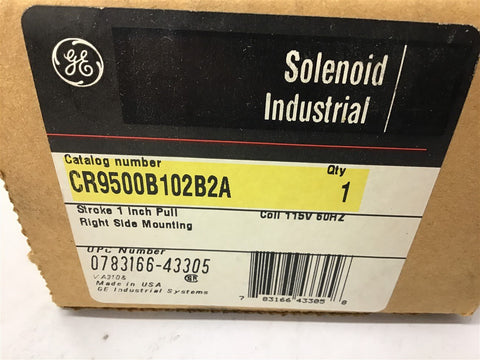 GE
Solenoid
Industrial
Catalog number Qty
CR9500B102B2A 1
Stroke 1 Inch Pull Coil 115V 60HZ
Right Side Mounting
UPC Number
0783166-43305
Made in USA
GE Industrial Systems
7 83166 43305 8